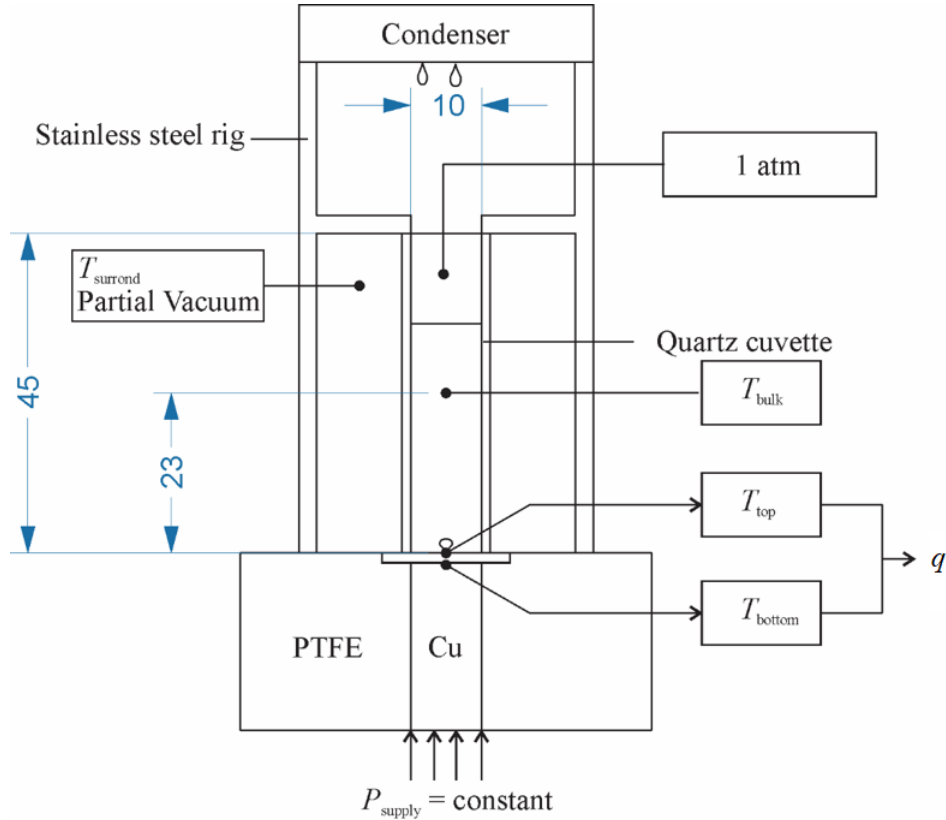 Condenser
10
Stainless steel rig
1 atm
T_surrond
Partial Vacuum
Quartz cuvette
45
T_bulk
23
T_top
q
T_bottom
PTFE
Cu
P_supply = constant